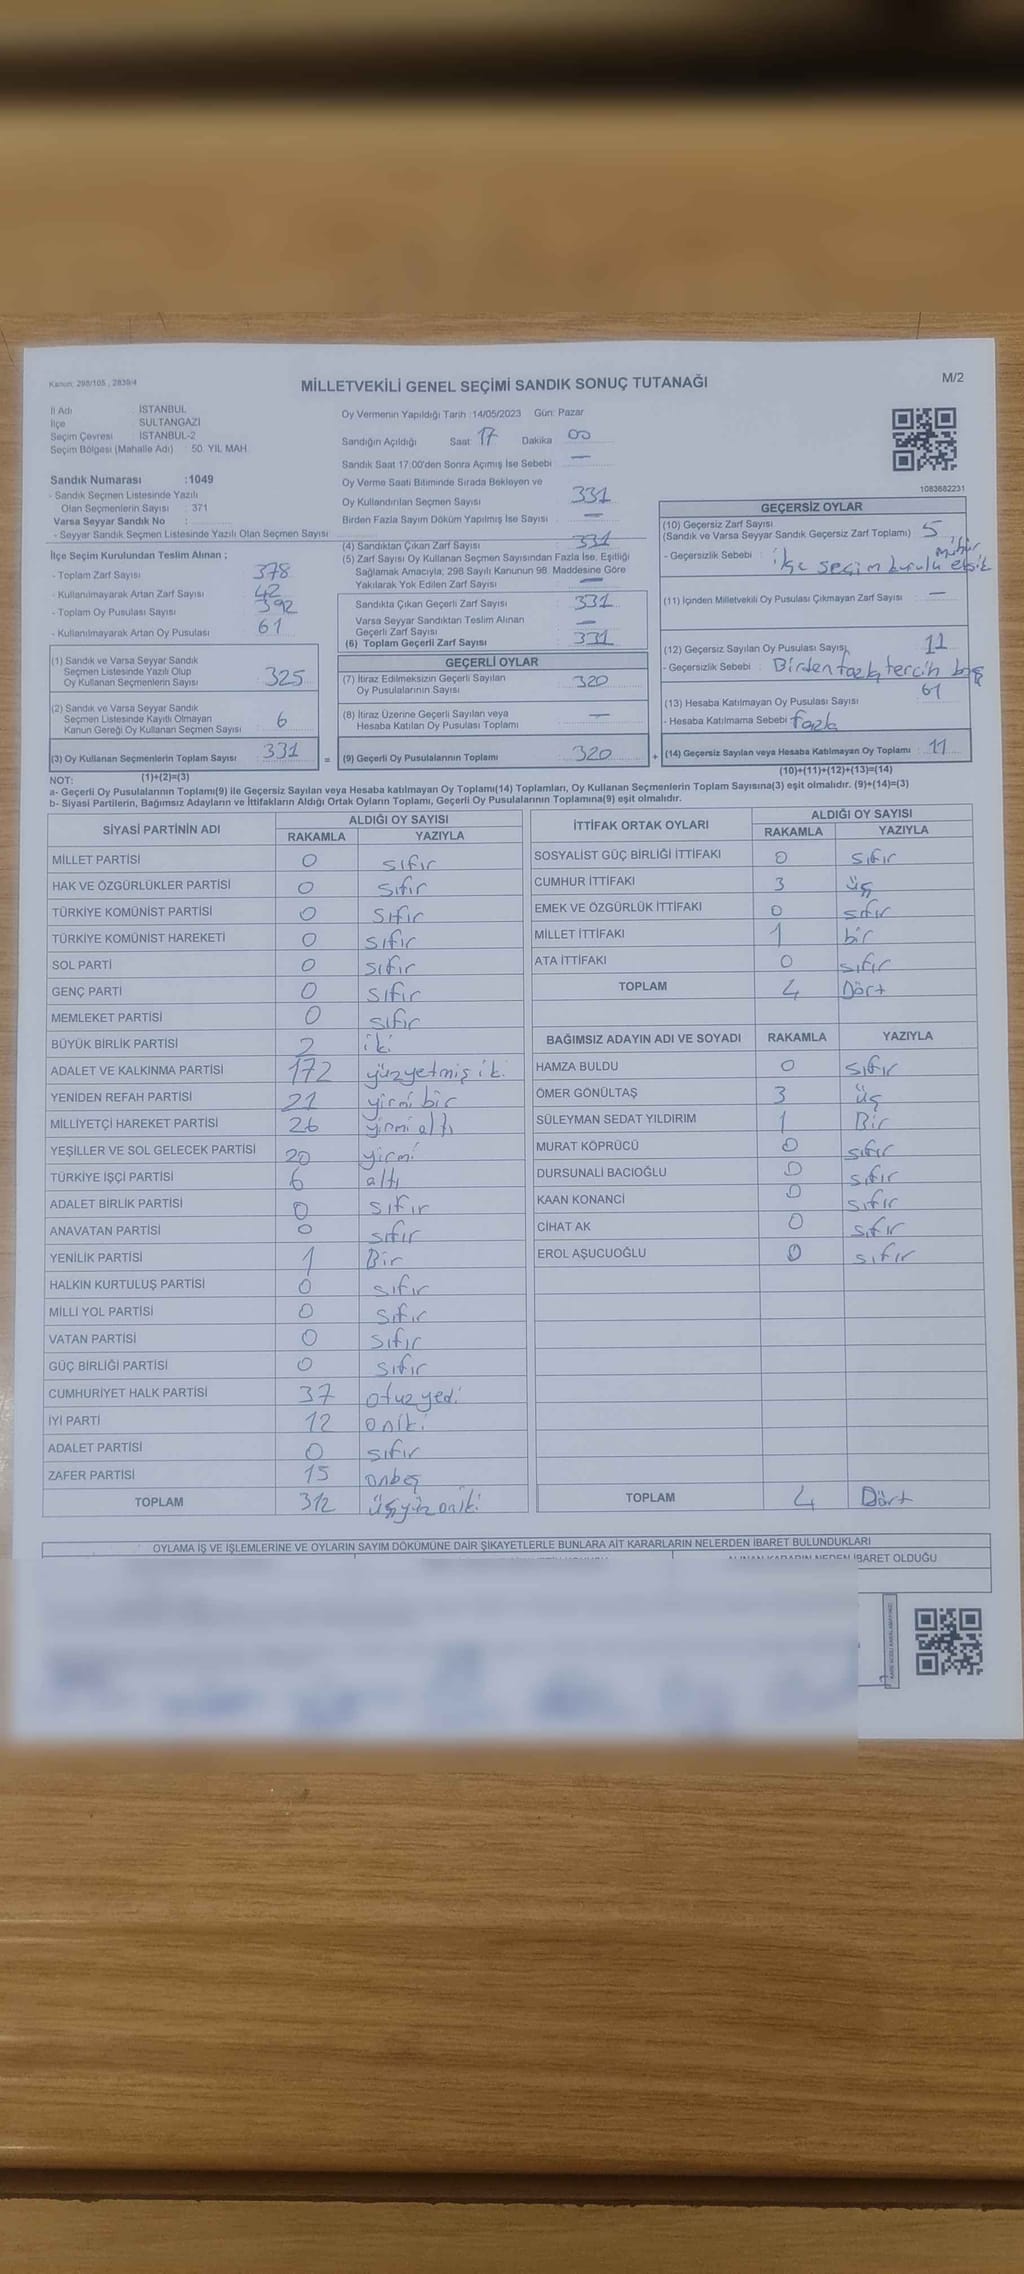 Kanun: 298/105 , 2839/4
MİLLETVEKİLİ GENEL SEÇİMİ SANDIK SONUÇ TUTANAĞI
M/2
İl Adı : İSTANBUL
İlçe : SULTANGAZİ
Seçim Çevresi : İSTANBUL-2
Seçim Bölgesi (Mahalle Adı) : 50. YIL MAH.
Sandık Numarası :1049
- Sandık Seçmen Listesinde Yazılı
Olan Seçmenlerin Sayısı : 371
Varsa Seyyar Sandık No :
- Seyyar Sandık Seçmen Listesinde Yazılı Olan Seçmen Sayısı
Oy Vermenin Yapıldığı Tarih :14/05/2023 Gün: Pazar
Sandığın Açıldığı Saat 17 Dakika 00
Sandık Saat 17:00'den Sonra Açımış İse Sebebi —
Oy Verme Saati Bitiminde Sırada Bekleyen ve
Oy Kullandırılan Seçmen Sayısı 331
Birden Fazla Sayım Döküm Yapılmış İse Sayısı —
1083682231
İlçe Seçim Kurulundan Teslim Alınan ;
- Toplam Zarf Sayısı 378
- Kullanılmayarak Artan Zarf Sayısı 42
- Toplam Oy Pusulası Sayısı 392
- Kullanılmayarak Artan Oy Pusulası 61
(4) Sandıktan Çıkan Zarf Sayısı 331
(5) Zarf Sayısı Oy Kullanan Seçmen Sayısından Fazla İse, Eşitliği
Sağlamak Amacıyla, 298 Sayılı Kanunun 98. Maddesine Göre
Yakılarak Yok Edilen Zarf Sayısı —
Sandıkta Çıkan Geçerli Zarf Sayısı : 331
Varsa Seyyar Sandıktan Teslim Alınan
Geçerli Zarf Sayısı : —
(6) Toplam Geçerli Zarf Sayısı : 331
GEÇERSİZ OYLAR
(10) Geçersiz Zarf Sayısı
(Sandık ve Varsa Seyyar Sandık Geçersiz Zarf Toplamı) 5
- Geçersizlik Sebebi : ilçe seçim kurulu mühür eksik
(11) İçinden Milletvekili Oy Pusulası Çıkmayan Zarf Sayısı : —
(12) Geçersiz Sayılan Oy Pusulası Sayısı 11
- Geçersizlik Sebebi : Birden fazla tercih
(13) Hesaba Katılmayan Oy Pusulası Sayısı 61
- Hesaba Katılmama Sebebi : fazla
(14) Geçersiz Sayılan veya Hesaba Katılmayan Oy Toplamı : 11
(1) Sandık ve Varsa Seyyar Sandık
Seçmen Listesinde Yazılı Olup
Oy Kullanan Seçmenlerin Sayısı : 325
(2) Sandık ve Varsa Seyyar Sandık
Seçmen Listesinde Kayıtlı Olmayan
Kanun Gereği Oy Kullanan Seçmen Sayısı : 6
(3) Oy Kullanan Seçmenlerin Toplam Sayısı : 331
=
GEÇERLİ OYLAR
(7) İtiraz Edilmeksizin Geçerli Sayılan
Oy Pusulalarının Sayısı : 320
(8) İtiraz Üzerine Geçerli Sayılan veya
Hesaba Katılan Oy Pusulası Toplamı : —
(9) Geçerli Oy Pusulalarının Toplamı : 320
+
NOT: (1)+(2)=(3)
(10)+(11)+(12)+(13)=(14)
a- Geçerli Oy Pusulalarının Toplamı(9) ile Geçersiz Sayılan veya Hesaba katılmayan Oy Toplamı(14) Toplamları, Oy Kullanan Seçmenlerin Toplam Sayısına(3) eşit olmalıdır. (9)+(14)=(3)
b- Siyasi Partilerin, Bağımsız Adayların ve İttifakların Aldığı Ortak Oyların Toplamı, Geçerli Oy Pusulalarının Toplamına(9) eşit olmalıdır.
SİYASİ PARTİNİN ADI
ALDIĞI OY SAYISI
RAKAMLA YAZIYLA
MİLLET PARTİSİ 0 sıfır
HAK VE ÖZGÜRLÜKLER PARTİSİ 0 sıfır
TÜRKİYE KOMÜNİST PARTİSİ 0 sıfır
TÜRKİYE KOMÜNİST HAREKETİ 0 sıfır
SOL PARTİ 0 sıfır
GENÇ PARTİ 0 sıfır
MEMLEKET PARTİSİ 0 sıfır
BÜYÜK BİRLİK PARTİSİ 2 iki
ADALET VE KALKINMA PARTİSİ 172 yüzyetmiş iki
YENİDEN REFAH PARTİSİ 21 yirmi bir
MİLLİYETÇİ HAREKET PARTİSİ 26 yirmi altı
YEŞİLLER VE SOL GELECEK PARTİSİ 20 yirmi
TÜRKİYE İŞÇİ PARTİSİ 6 altı
ADALET BİRLİK PARTİSİ 0 sıfır
ANAVATAN PARTİSİ 0 sıfır
YENİLİK PARTİSİ 1 Bir
HALKIN KURTULUŞ PARTİSİ 0 sıfır
MİLLİ YOL PARTİSİ 0 sıfır
VATAN PARTİSİ 0 sıfır
GÜÇ BİRLİĞİ PARTİSİ 0 sıfır
CUMHURİYET HALK PARTİSİ 37 otuzyedi
İYİ PARTİ 12 oniki
ADALET PARTİSİ 0 sıfır
ZAFER PARTİSİ 15 onbeş
TOPLAM 312 üçyüzoniki
İTTİFAK ORTAK OYLARI
ALDIĞI OY SAYISI
RAKAMLA YAZIYLA
SOSYALİST GÜÇ BİRLİĞİ İTTİFAKI 0 sıfır
CUMHUR İTTİFAKI 3 üç
EMEK VE ÖZGÜRLÜK İTTİFAKI 0 sıfır
MİLLET İTTİFAKI 1 bir
ATA İTTİFAKI 0 sıfır
TOPLAM 4 Dört
BAĞIMSIZ ADAYIN ADI VE SOYADI RAKAMLA YAZIYLA
HAMZA BULDU 0 sıfır
ÖMER GÖNÜLTAŞ 3 üç
SÜLEYMAN SEDAT YILDIRIM 1 Bir
MURAT KÖPRÜCÜ 0 sıfır
DURSUNALİ BACIOĞLU 0 sıfır
KAAN KONANCİ 0 sıfır
CİHAT AK 0 sıfır
EROL AŞUCUOĞLU 0 sıfır
TOPLAM 4 Dört
OYLAMA İŞ VE İŞLEMLERİNE VE OYLARIN SAYIM DÖKÜMÜNE DAİR ŞİKAYETLERLE BUNLARA AİT KARARLARIN NELERDEN İBARET BULUNDUKLARI
ALINAN KARARIN NEDEN İBARET OLDUĞU